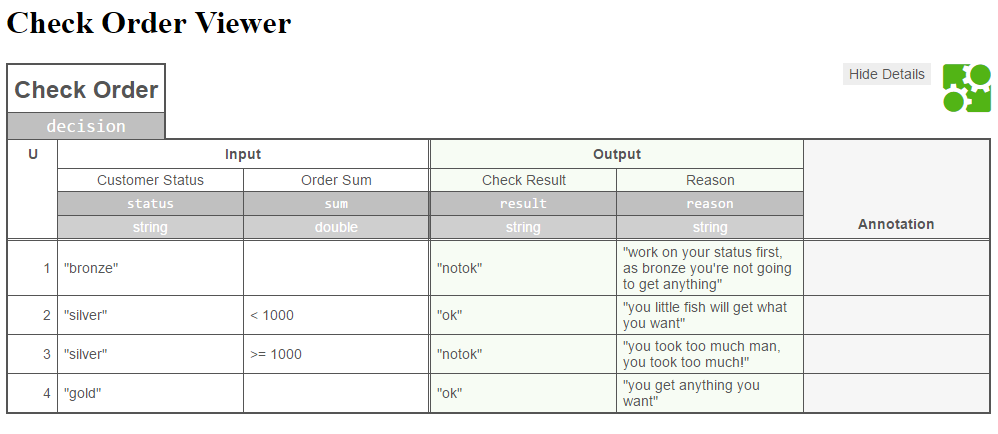 Check Order Viewer
Hide Details
Check Order
decision
U Input Output
Customer Status Order Sum Check Result Reason
status sum result reason
string double string string Annotation
1 "bronze" "notok" "work on your status first,
as bronze you're not going
to get anything"
2 "silver" < 1000 "ok" "you little fish will get what
you want"
3 "silver" >= 1000 "notok" "you took too much man,
you took too much!"
4 "gold" "ok" "you get anything you
want"